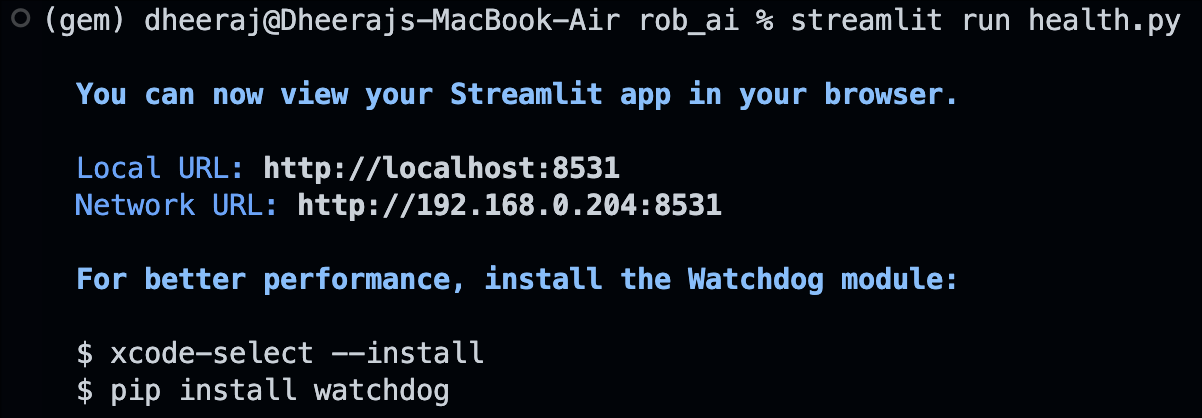 (gem) dheeraj@Dheerajs-MacBook-Air rob_ai % streamlit run health.py
You can now view your Streamlit app in your browser.
Local URL: http://localhost:8531
Network URL: http://192.168.0.204:8531
For better performance, install the Watchdog module:
$ xcode-select --install
$ pip install watchdog